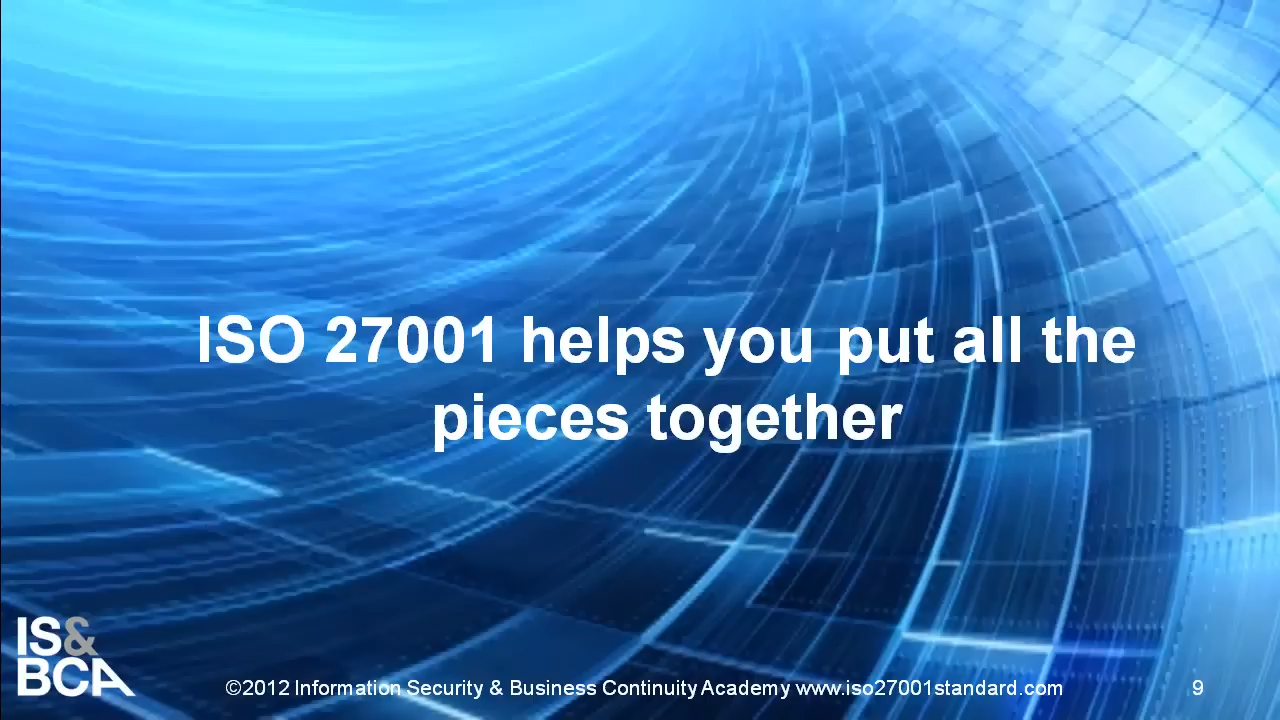 ISO 27001 helps you put all the
pieces together
IS&
BCA
©2012 Information Security & Business Continuity Academy www.iso27001standard.com
9